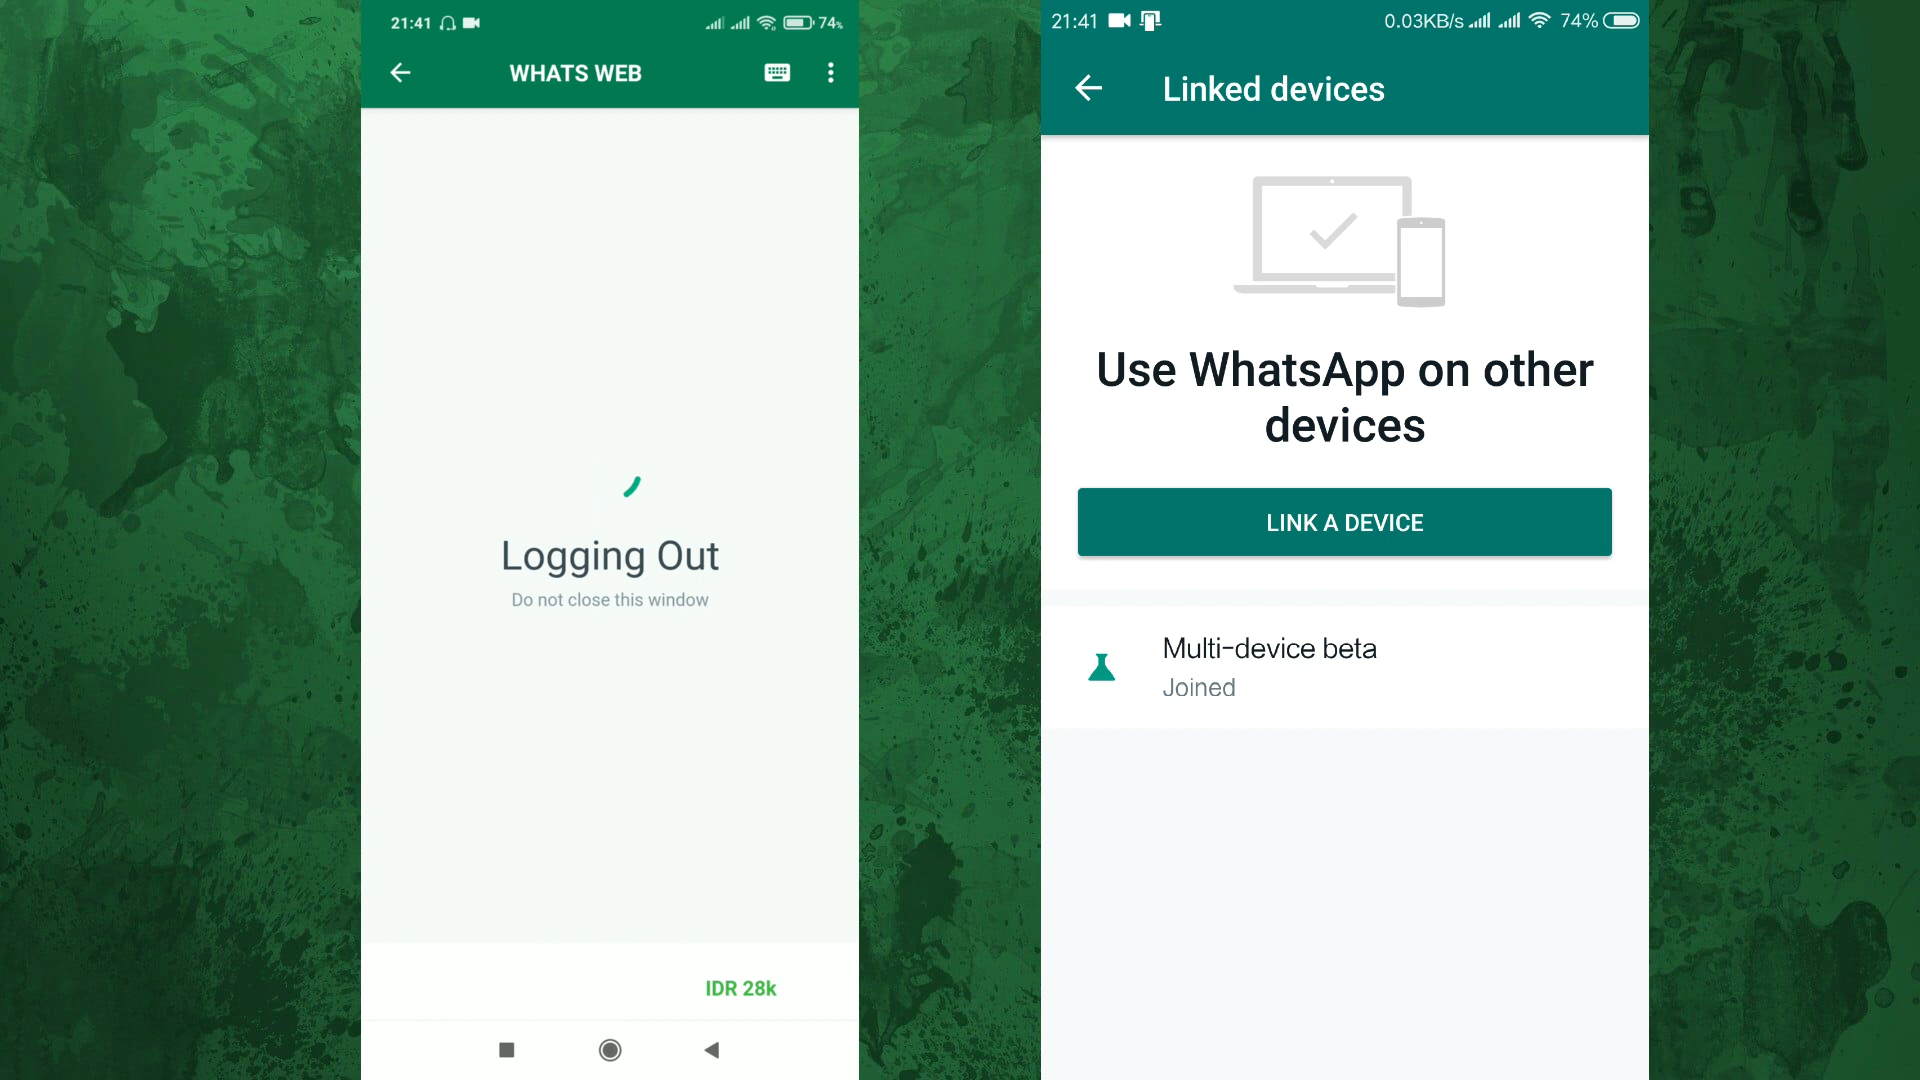 21:41
74%
WHATS WEB
Logging Out
Do not close this window
IDR 28k
21:41
0.03KB/s
74%
Linked devices
Use WhatsApp on other
devices
LINK A DEVICE
Multi-device beta
Joined